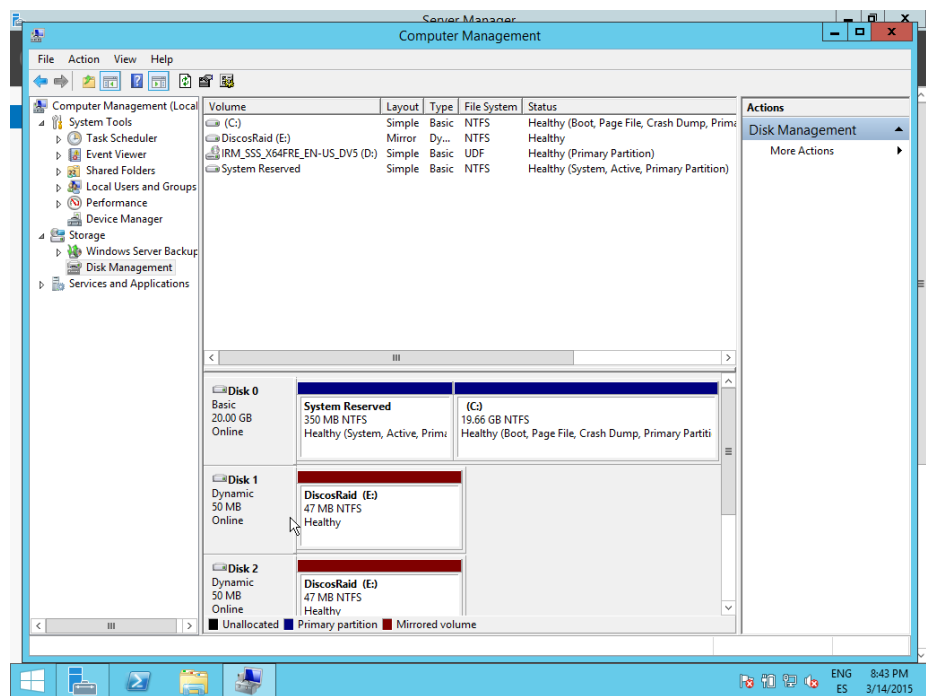 Server Manager
Computer Management
File Action View Help
Computer Management (Local
System Tools
Task Scheduler
Event Viewer
Shared Folders
Local Users and Groups
Performance
Device Manager
Storage
Windows Server Backup
Disk Management
Services and Applications
Volume Layout Type File System Status
(C:) Simple Basic NTFS Healthy (Boot, Page File, Crash Dump, Prima
DiscosRaid (E:) Mirror Dy... NTFS Healthy
IRM_SSS_X64FRE_EN-US_DV5 (D:) Simple Basic UDF Healthy (Primary Partition)
System Reserved Simple Basic NTFS Healthy (System, Active, Primary Partition)
Disk 0
Basic
20.00 GB
Online
System Reserved
350 MB NTFS
Healthy (System, Active, Prima
(C:)
19.66 GB NTFS
Healthy (Boot, Page File, Crash Dump, Primary Partiti
Disk 1
Dynamic
50 MB
Online
DiscosRaid (E:)
47 MB NTFS
Healthy
Disk 2
Dynamic
50 MB
Online
DiscosRaid (E:)
47 MB NTFS
Healthy
Unallocated Primary partition Mirrored volume
Actions
Disk Management
More Actions
ENG
ES
8:43 PM
3/14/2015